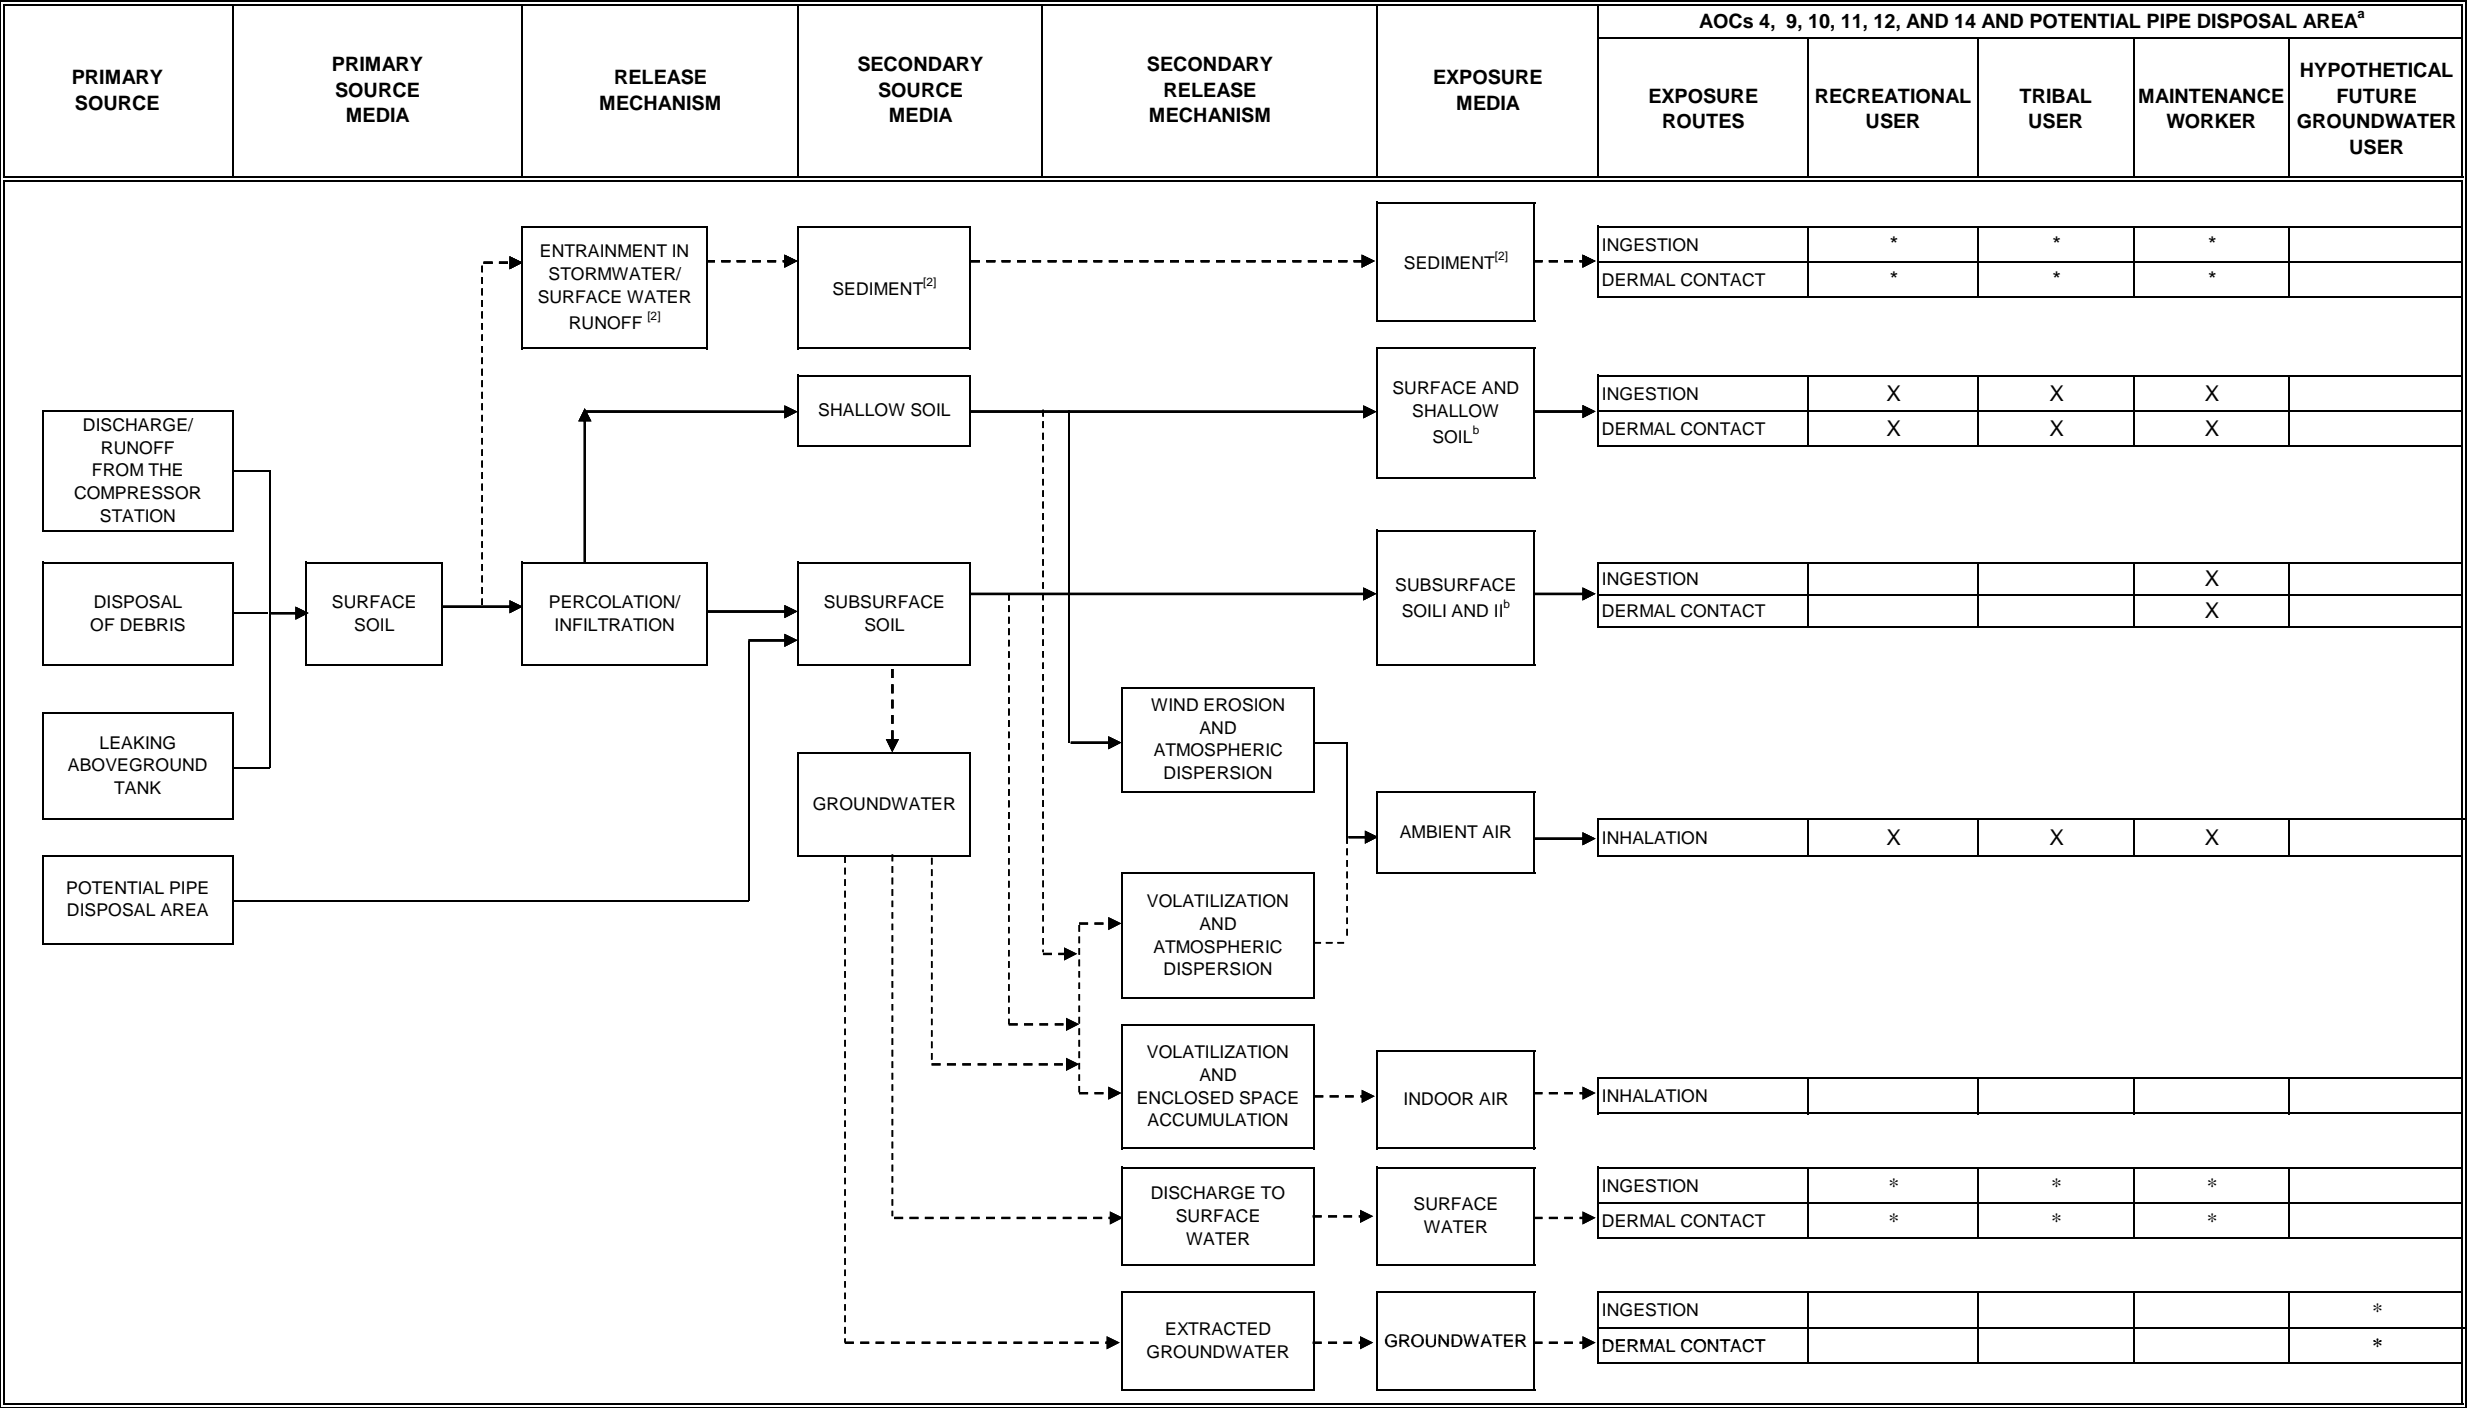 AOCs 4, 9, 10, 11, 12, AND 14 AND POTENTIAL PIPE DISPOSAL AREAa
PRIMARY
SOURCE
PRIMARY
SOURCE
MEDIA
RELEASE
MECHANISM
SECONDARY
SOURCE
MEDIA
SECONDARY
RELEASE
MECHANISM
EXPOSURE
MEDIA
EXPOSURE
ROUTES
RECREATIONAL
USER
TRIBAL
USER
MAINTENANCE
WORKER
HYPOTHETICAL
FUTURE
GROUNDWATER
USER
ENTRAINMENT IN
STORMWATER/
SURFACE WATER
RUNOFF [2]
SEDIMENT[2]
SEDIMENT[2]
INGESTION * * *
DERMAL CONTACT * * *
SHALLOW SOIL
SURFACE AND
SHALLOW
SOILb
INGESTION X X X
DERMAL CONTACT X X X
DISCHARGE/
RUNOFF
FROM THE
COMPRESSOR
STATION
DISPOSAL
OF DEBRIS
SURFACE
SOIL
PERCOLATION/
INFILTRATION
SUBSURFACE
SOIL
SUBSURFACE
SOILI AND IIb
INGESTION X
DERMAL CONTACT X
LEAKING
ABOVEGROUND
TANK
GROUNDWATER
WIND EROSION
AND
ATMOSPHERIC
DISPERSION
AMBIENT AIR
INHALATION X X X
POTENTIAL PIPE
DISPOSAL AREA
VOLATILIZATION
AND
ATMOSPHERIC
DISPERSION
VOLATILIZATION
AND
ENCLOSED SPACE
ACCUMULATION
INDOOR AIR
INHALATION
DISCHARGE TO
SURFACE
WATER
SURFACE
WATER
INGESTION * * *
DERMAL CONTACT * * *
EXTRACTED
GROUNDWATER
GROUNDWATER
INGESTION *
DERMAL CONTACT *